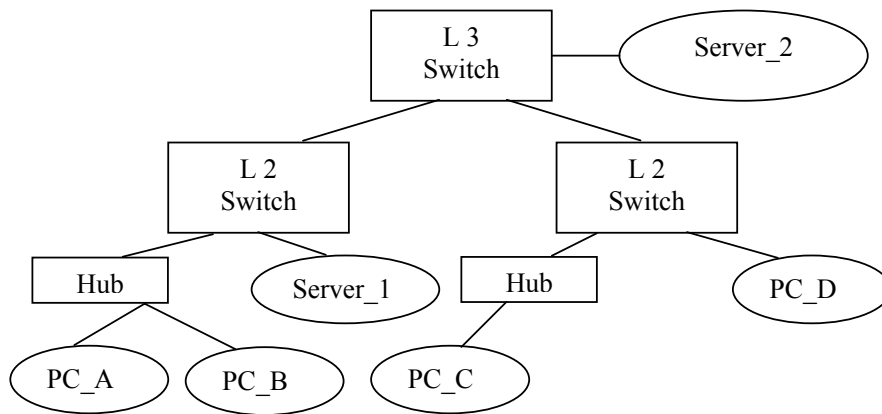 L 3
Switch
Server_2
L 2
Switch
L 2
Switch
Hub
Server_1
Hub
PC_D
PC_A
PC_B
PC_C